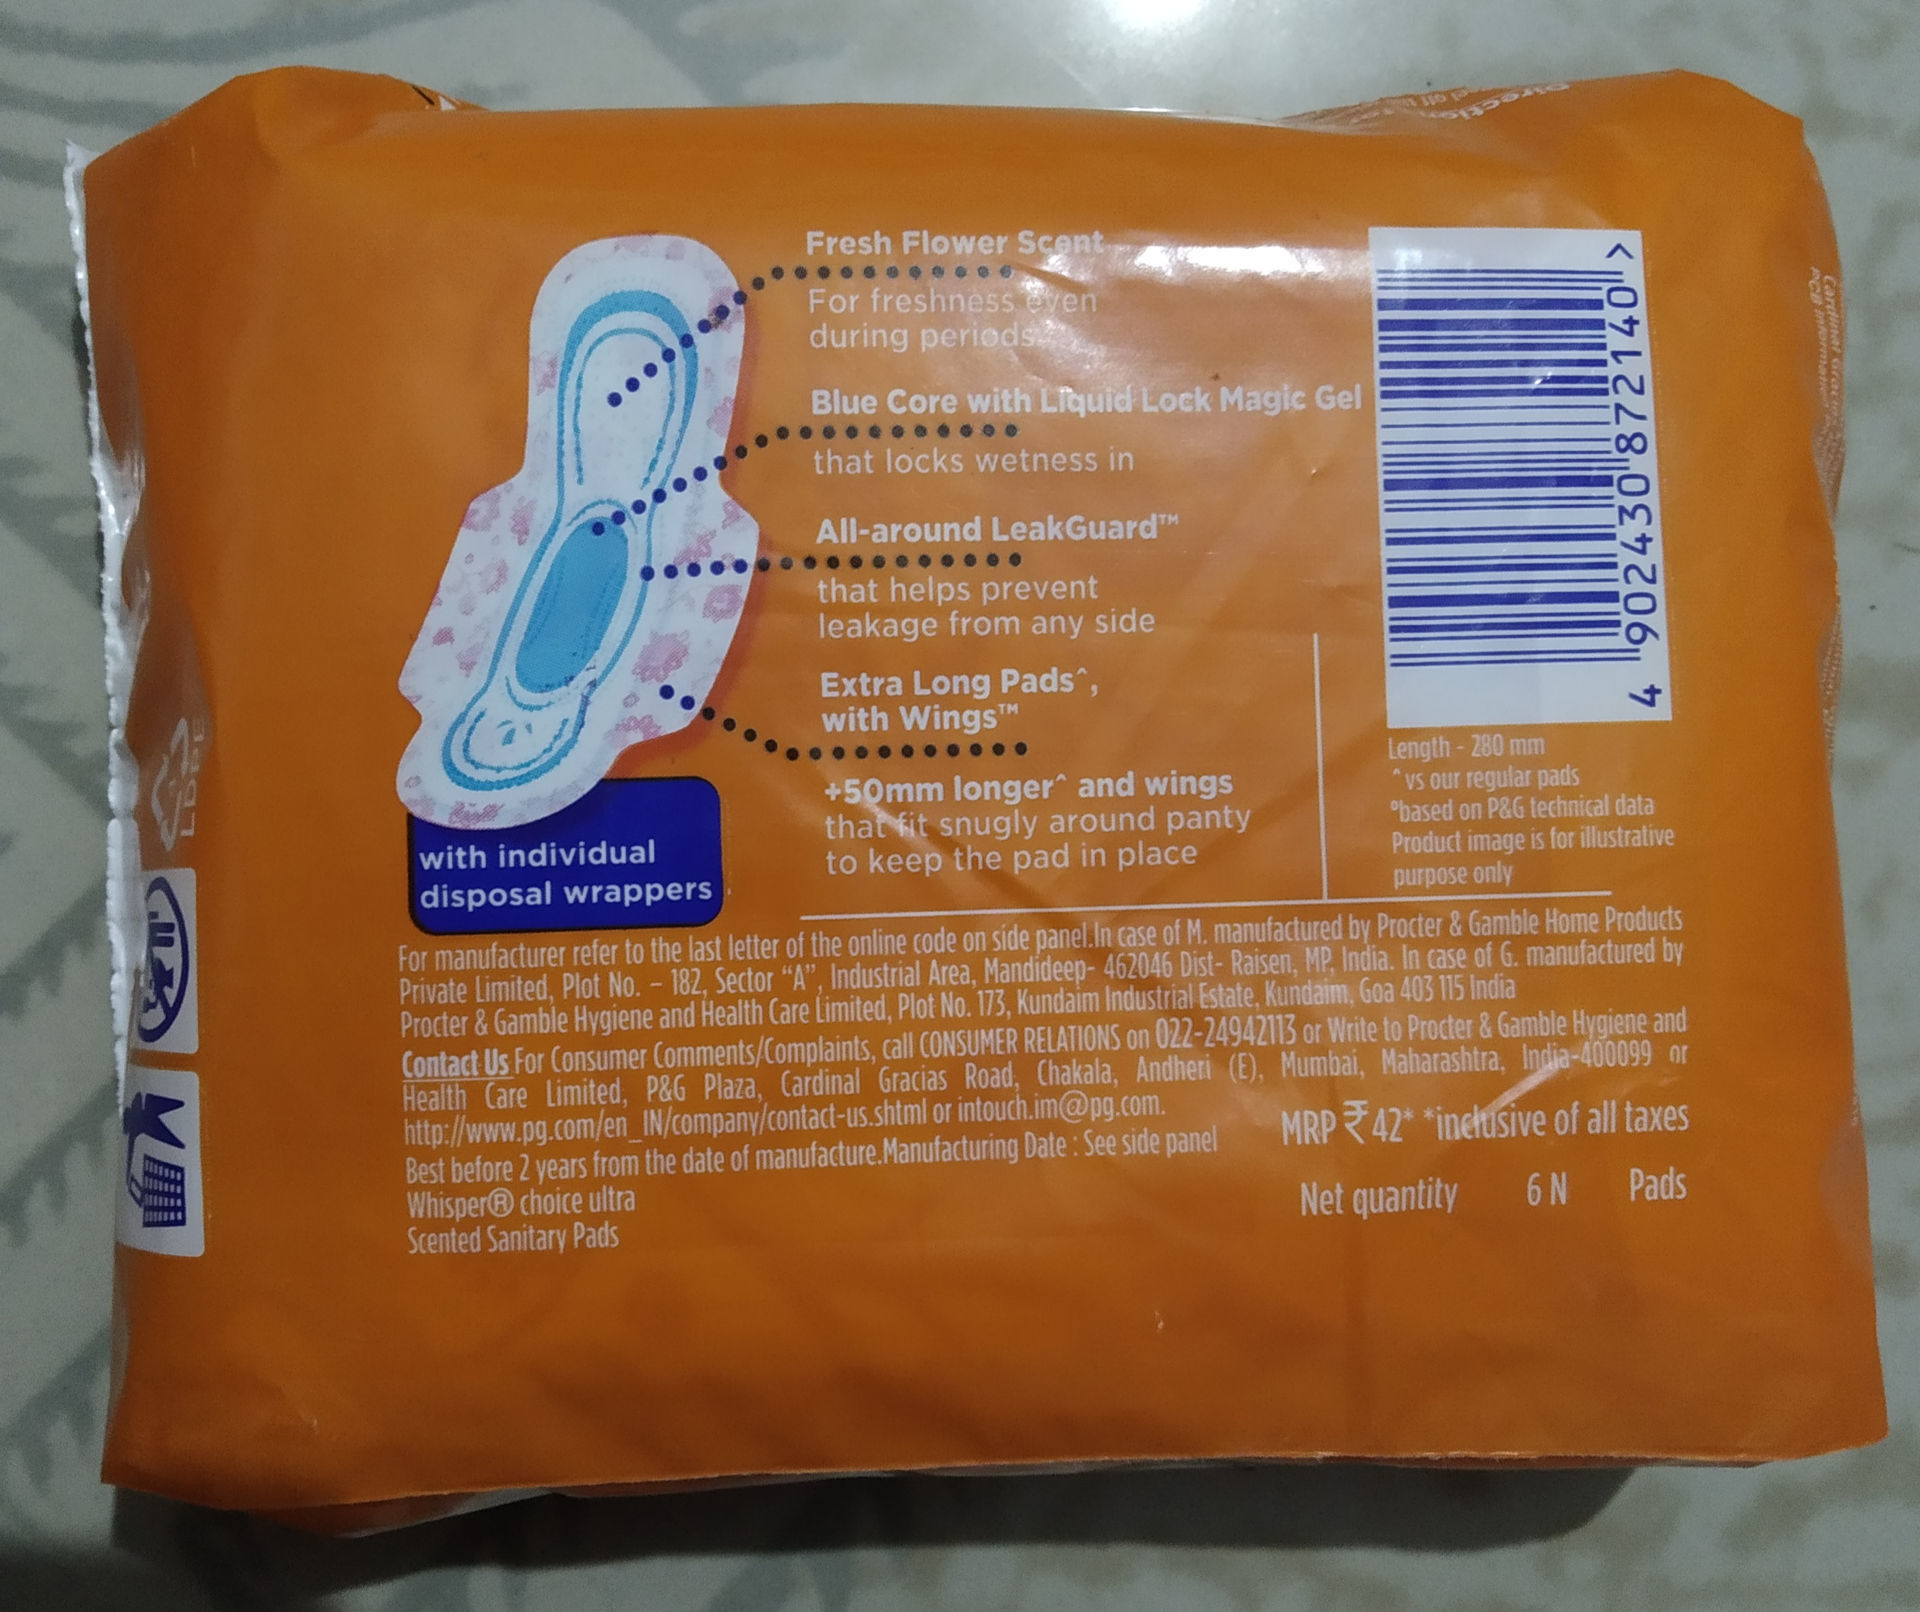 Fresh Flower Scent
For freshness even
during periods
Blue Core with Liquid Lock Magic Gel
that locks wetness in
All-around LeakGuard™
that helps prevent
leakage from any side
Extra Long Pads^,
with Wings™
+50mm longer^ and wings
that fit snugly around panty
to keep the pad in place
with individual
disposal wrappers
4 902430 872140 >
Length - 280 mm
^ vs our regular pads
°based on P&G technical data
Product image is for illustrative
purpose only
For manufacturer refer to the last letter of the online code on side panel.In case of M. manufactured by Procter & Gamble Home Products
Private Limited, Plot No. – 182, Sector “A”, Industrial Area, Mandideep- 462046 Dist- Raisen, MP, India. In case of G. manufactured by
Procter & Gamble Hygiene and Health Care Limited, Plot No. 173, Kundaim Industrial Estate, Kundaim, Goa 403 115 India
Contact Us For Consumer Comments/Complaints, call CONSUMER RELATIONS on 022-24942113 or Write to Procter & Gamble Hygiene and
Health Care Limited, P&G Plaza, Cardinal Gracias Road, Chakala, Andheri (E), Mumbai, Maharashtra, India-400099 or
http://www.pg.com/en_IN/company/contact-us.shtml or intouch.im@pg.com.
Best before 2 years from the date of manufacture.Manufacturing Date : See side panel
Whisper® choice ultra
Scented Sanitary Pads
MRP ₹ 42* *inclusive of all taxes
Net quantity 6 N Pads
LDPE